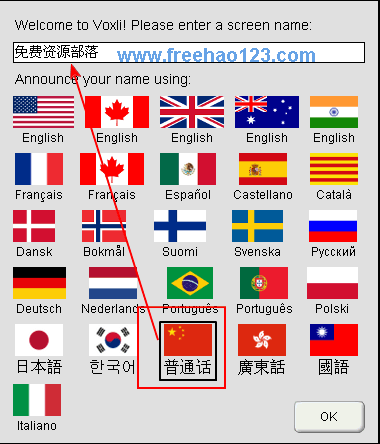 Welcome to Voxli! Please enter a screen name:
免费资源部落 www.freehao123.com
Announce your name using:
English English English English English
Français Français Español Castellano Català
Dansk Bokmål Suomi Svenska Русский
Deutsch Nederlands Português Português Polski
日本語 한국어 普通话 廣東話 國語
Italiano
OK